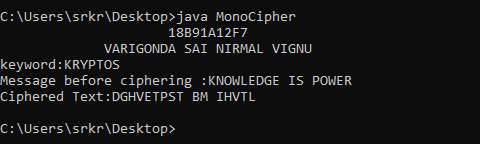 C:\Users\srkr\Desktop>java MonoCipher
18B91A12F7
VARIGONDA SAI NIRMAL VIGNU
keyword:KRYPTOS
Message before ciphering :KNOWLEDGE IS POWER
Ciphered Text:DGHVETPST BM IHVTL
C:\Users\srkr\Desktop>